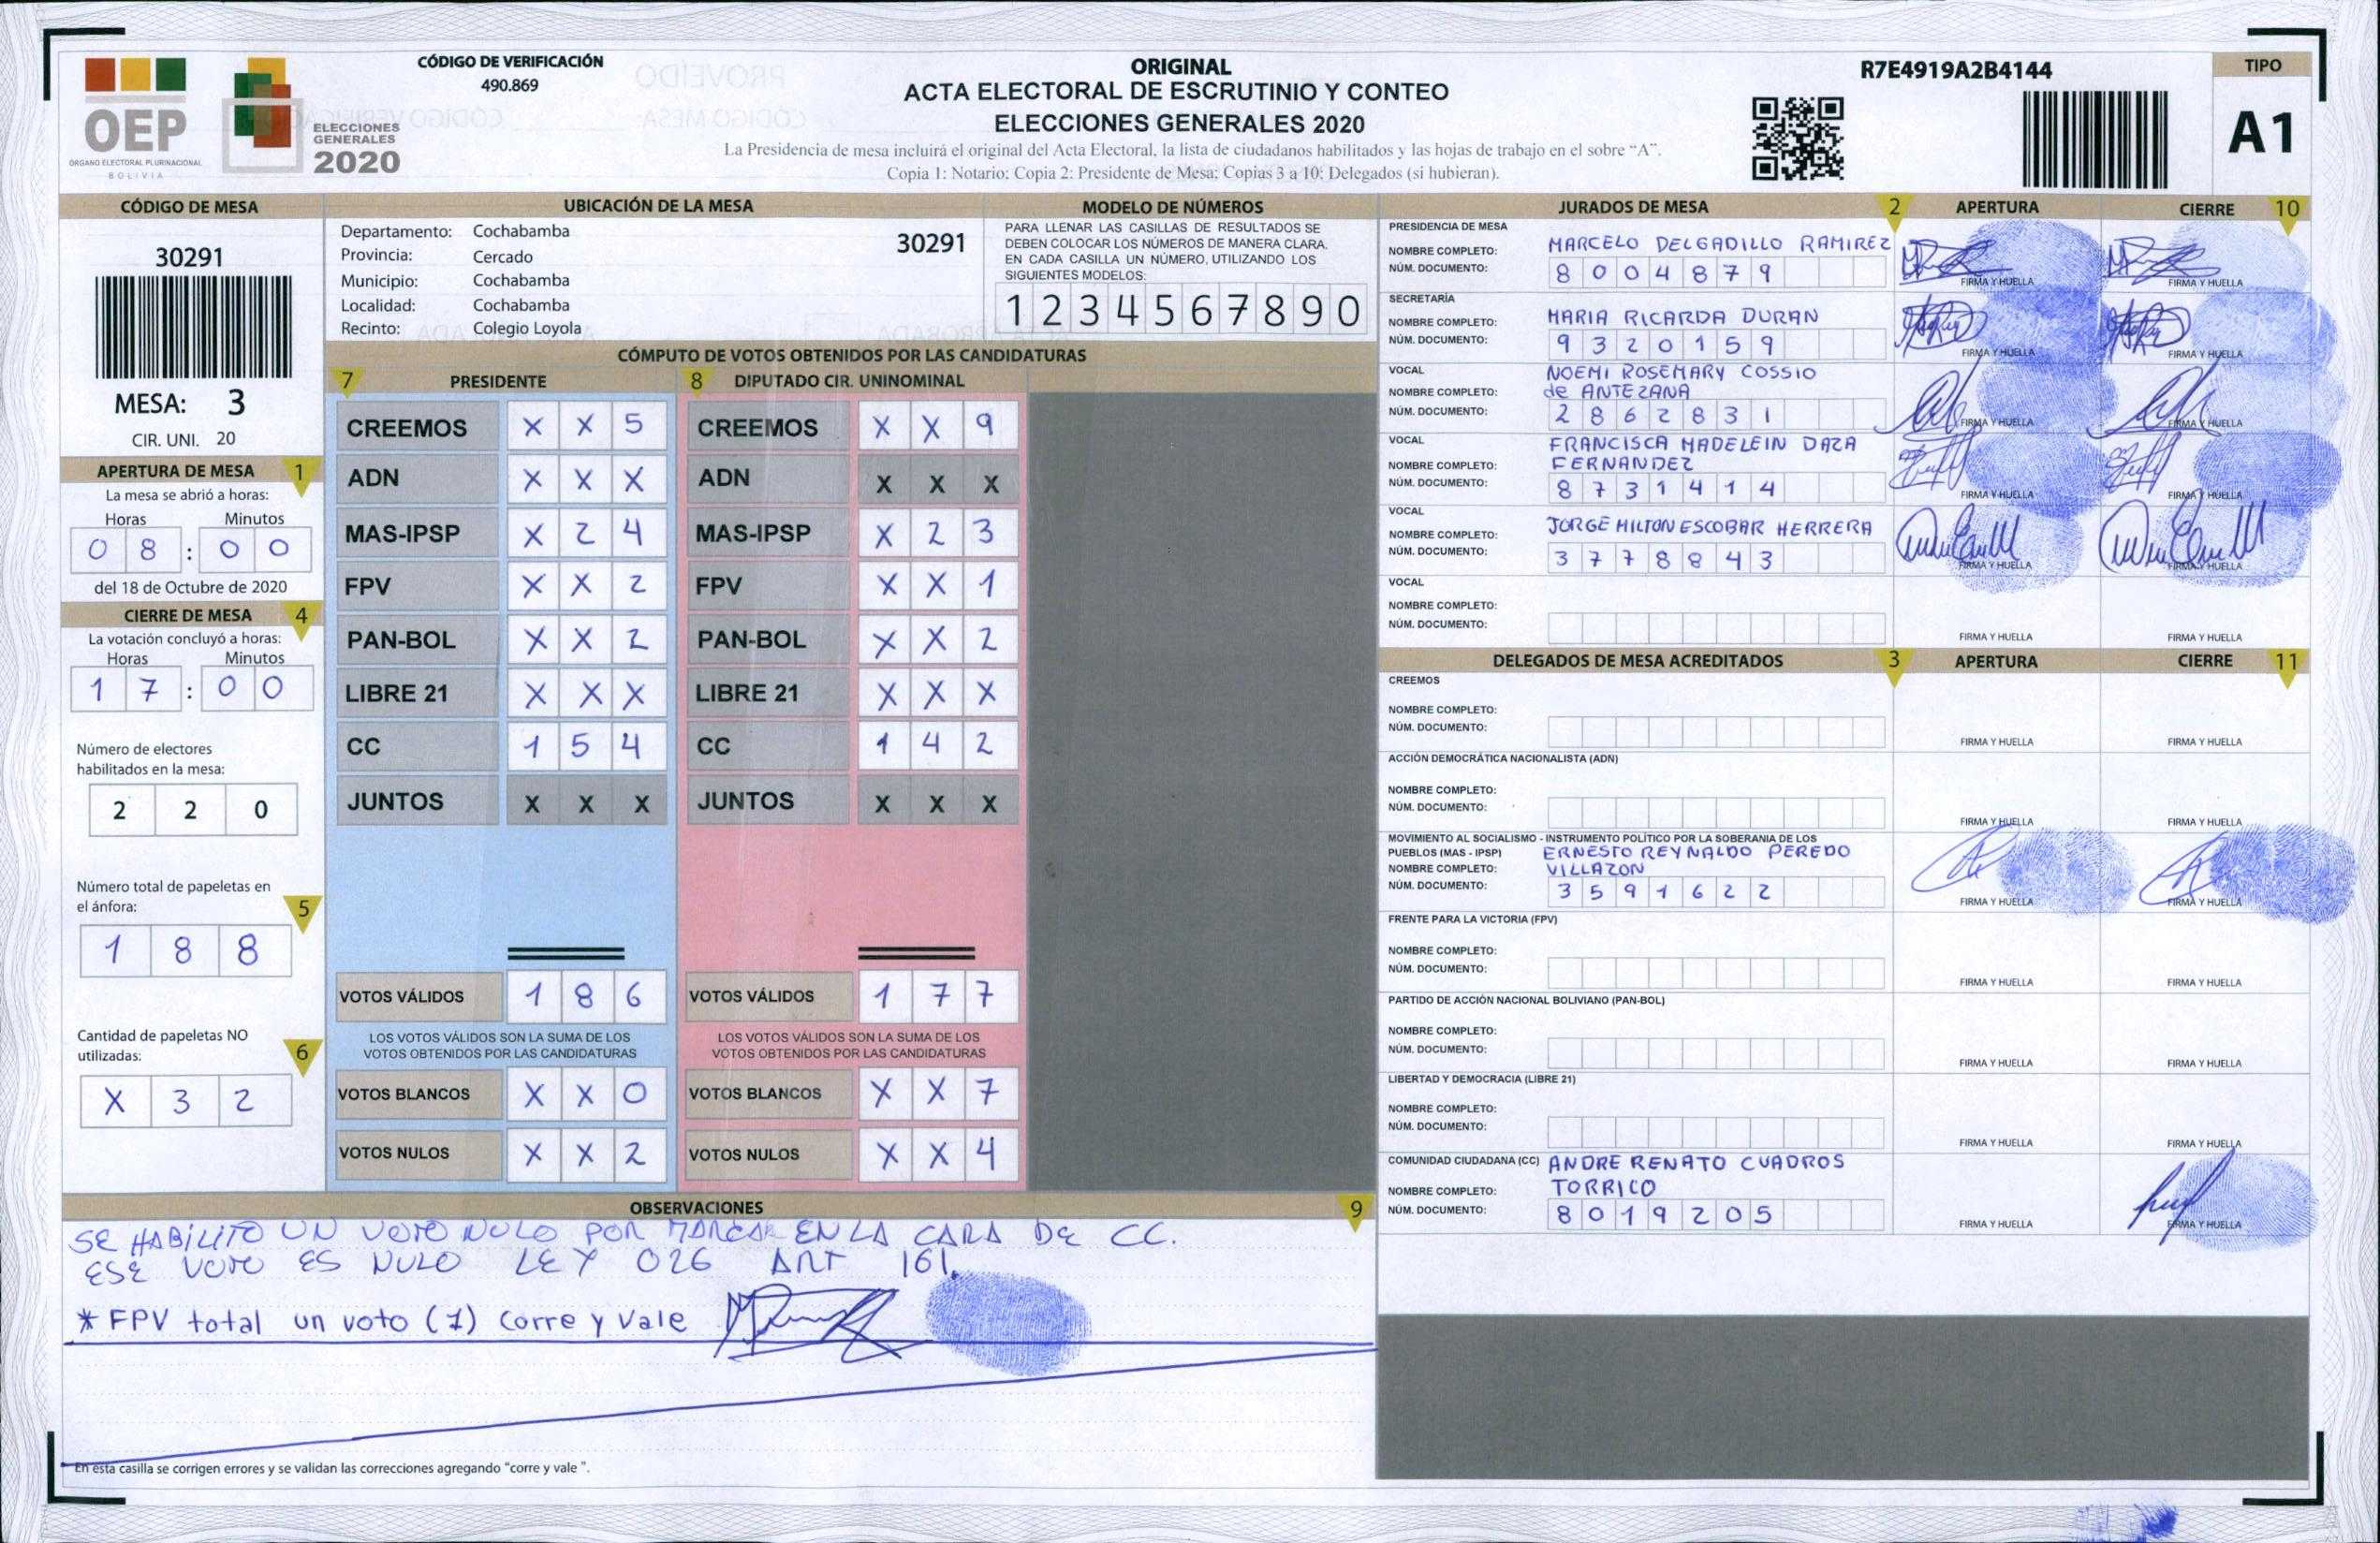 CÓDIGO DE VERIFICACIÓN
490.869
OEP
ÓRGANO ELECTORAL PLURINACIONAL
BOLIVIA
ELECCIONES
GENERALES
2020
ORIGINAL
ACTA ELECTORAL DE ESCRUTINIO Y CONTEO
ELECCIONES GENERALES 2020
La Presidencia de mesa incluirá el original del Acta Electoral, la lista de ciudadanos habilitados y las hojas de trabajo en el sobre “A”.
Copia 1: Notario; Copia 2: Presidente de Mesa; Copias 3 a 10: Delegados (si hubieran).
R7E4919A2B4144
TIPO
A1
CÓDIGO DE MESA
30291
MESA: 3
CIR. UNI. 20
APERTURA DE MESA 1
La mesa se abrió a horas:
Horas Minutos
0 8 : 0 0
del 18 de Octubre de 2020
CIERRE DE MESA 4
La votación concluyó a horas:
Horas Minutos
1 7 : 0 0
Número de electores
habilitados en la mesa:
2 2 0
Número total de papeletas en
el ánfora: 5
1 8 8
Cantidad de papeletas NO
utilizadas: 6
X 3 2
UBICACIÓN DE LA MESA
Departamento: Cochabamba
30291
Provincia: Cercado
Municipio: Cochabamba
Localidad: Cochabamba
Recinto: Colegio Loyola
MODELO DE NÚMEROS
PARA LLENAR LAS CASILLAS DE RESULTADOS SE
DEBEN COLOCAR LOS NÚMEROS DE MANERA CLARA.
EN CADA CASILLA UN NÚMERO, UTILIZANDO LOS
SIGUIENTES MODELOS:
1 2 3 4 5 6 7 8 9 0
CÓMPUTO DE VOTOS OBTENIDOS POR LAS CANDIDATURAS
7 PRESIDENTE
CREEMOS X X 5
ADN X X X
MAS-IPSP X 2 4
FPV X X 2
PAN-BOL X X 2
LIBRE 21 X X X
CC 1 5 4
JUNTOS X X X
VOTOS VÁLIDOS 1 8 6
LOS VOTOS VÁLIDOS SON LA SUMA DE LOS
VOTOS OBTENIDOS POR LAS CANDIDATURAS
VOTOS BLANCOS X X 0
VOTOS NULOS X X 2
8 DIPUTADO CIR. UNINOMINAL
CREEMOS X X 9
ADN X X X
MAS-IPSP X 2 3
FPV X X 1
PAN-BOL X X 2
LIBRE 21 X X X
CC 1 4 2
JUNTOS X X X
VOTOS VÁLIDOS 1 7 7
LOS VOTOS VÁLIDOS SON LA SUMA DE LOS
VOTOS OBTENIDOS POR LAS CANDIDATURAS
VOTOS BLANCOS X X 7
VOTOS NULOS X X 4
OBSERVACIONES 9
SE HABILITO UN VOTO NULO POR MARCAR EN LA CARA DE CC.
ESE VOTO ES NULO LEY 026 ART 161.
* FPV total un voto (1) corre y vale
En esta casilla se corrigen errores y se validan las correcciones agregando “corre y vale”.
JURADOS DE MESA 2 APERTURA CIERRE 10
PRESIDENCIA DE MESA
NOMBRE COMPLETO: MARCELO DELGADILLO RAMIREZ
NÚM. DOCUMENTO: 8 0 0 4 8 7 9
FIRMA Y HUELLA FIRMA Y HUELLA
SECRETARÍA
NOMBRE COMPLETO: MARIA RICARDA DURAN
NÚM. DOCUMENTO: 9 3 2 0 1 5 9
FIRMA Y HUELLA FIRMA Y HUELLA
VOCAL
NOMBRE COMPLETO: NOEMI ROSEMARY COSSIO
de ANTEZANA
NÚM. DOCUMENTO: 2 8 6 2 8 3 1
FIRMA Y HUELLA FIRMA Y HUELLA
VOCAL
NOMBRE COMPLETO: FRANCISCA MADELEIN DAZA
FERNANDEZ
NÚM. DOCUMENTO: 8 7 3 1 4 1 4
FIRMA Y HUELLA FIRMA Y HUELLA
VOCAL
NOMBRE COMPLETO: JORGE MILTON ESCOBAR HERRERA
NÚM. DOCUMENTO: 3 7 7 8 8 4 3
FIRMA Y HUELLA FIRMA Y HUELLA
VOCAL
NOMBRE COMPLETO:
NÚM. DOCUMENTO:
FIRMA Y HUELLA FIRMA Y HUELLA
DELEGADOS DE MESA ACREDITADOS 3 APERTURA CIERRE 11
CREEMOS
NOMBRE COMPLETO:
NÚM. DOCUMENTO:
FIRMA Y HUELLA FIRMA Y HUELLA
ACCIÓN DEMOCRÁTICA NACIONALISTA (ADN)
NOMBRE COMPLETO:
NÚM. DOCUMENTO:
FIRMA Y HUELLA FIRMA Y HUELLA
MOVIMIENTO AL SOCIALISMO - INSTRUMENTO POLÍTICO POR LA SOBERANIA DE LOS
PUEBLOS (MAS - IPSP) ERNESTO REYNALDO PEREDO
NOMBRE COMPLETO: VILLAZON
NÚM. DOCUMENTO: 3 5 9 1 6 2 2
FIRMA Y HUELLA FIRMA Y HUELLA
FRENTE PARA LA VICTORIA (FPV)
NOMBRE COMPLETO:
NÚM. DOCUMENTO:
FIRMA Y HUELLA FIRMA Y HUELLA
PARTIDO DE ACCIÓN NACIONAL BOLIVIANO (PAN-BOL)
NOMBRE COMPLETO:
NÚM. DOCUMENTO:
FIRMA Y HUELLA FIRMA Y HUELLA
LIBERTAD Y DEMOCRACIA (LIBRE 21)
NOMBRE COMPLETO:
NÚM. DOCUMENTO:
FIRMA Y HUELLA FIRMA Y HUELLA
COMUNIDAD CIUDADANA (CC) ANDRE RENATO CUADROS
NOMBRE COMPLETO: TORRICO
NÚM. DOCUMENTO: 8 0 1 9 2 0 5
FIRMA Y HUELLA FIRMA Y HUELLA